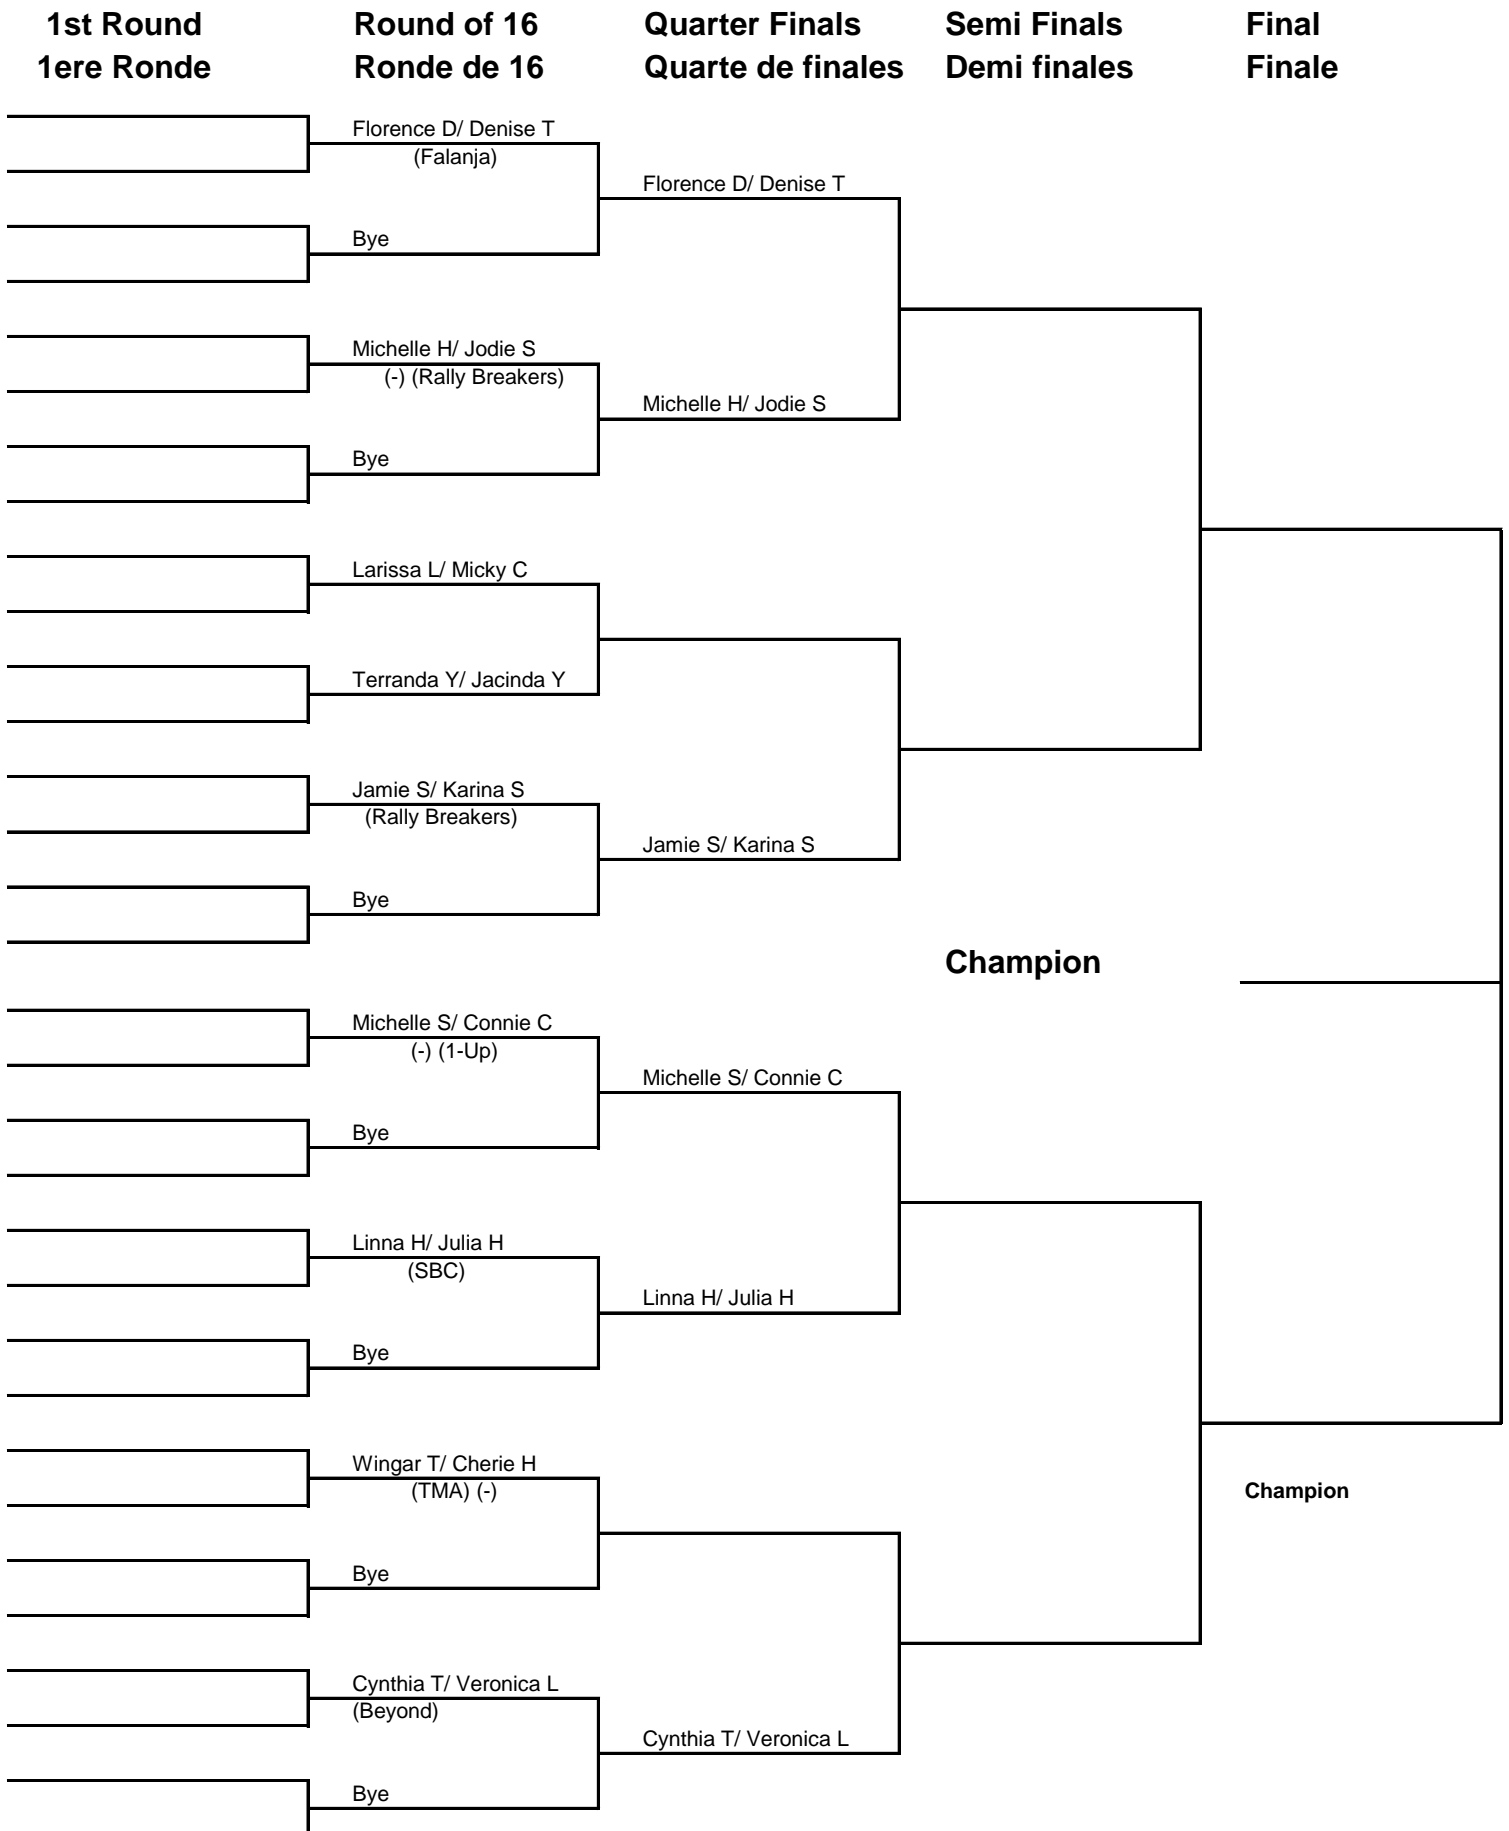 1st Round Round of 16 Quarter Finals Semi Finals Final
1ere Ronde Ronde de 16 Quarte de finales Demi finales Finale
Florence D/ Denise T
(Falanja)
Florence D/ Denise T
Bye
Michelle H/ Jodie S
(-) (Rally Breakers)
Michelle H/ Jodie S
Bye
Larissa L/ Micky C
Terranda Y/ Jacinda Y
Jamie S/ Karina S
(Rally Breakers)
Jamie S/ Karina S
Bye
Champion
Michelle S/ Connie C
(-) (1-Up)
Michelle S/ Connie C
Bye
Linna H/ Julia H
(SBC)
Linna H/ Julia H
Bye
Wingar T/ Cherie H
(TMA) (-)
Champion
Bye
Cynthia T/ Veronica L
(Beyond)
Cynthia T/ Veronica L
Bye